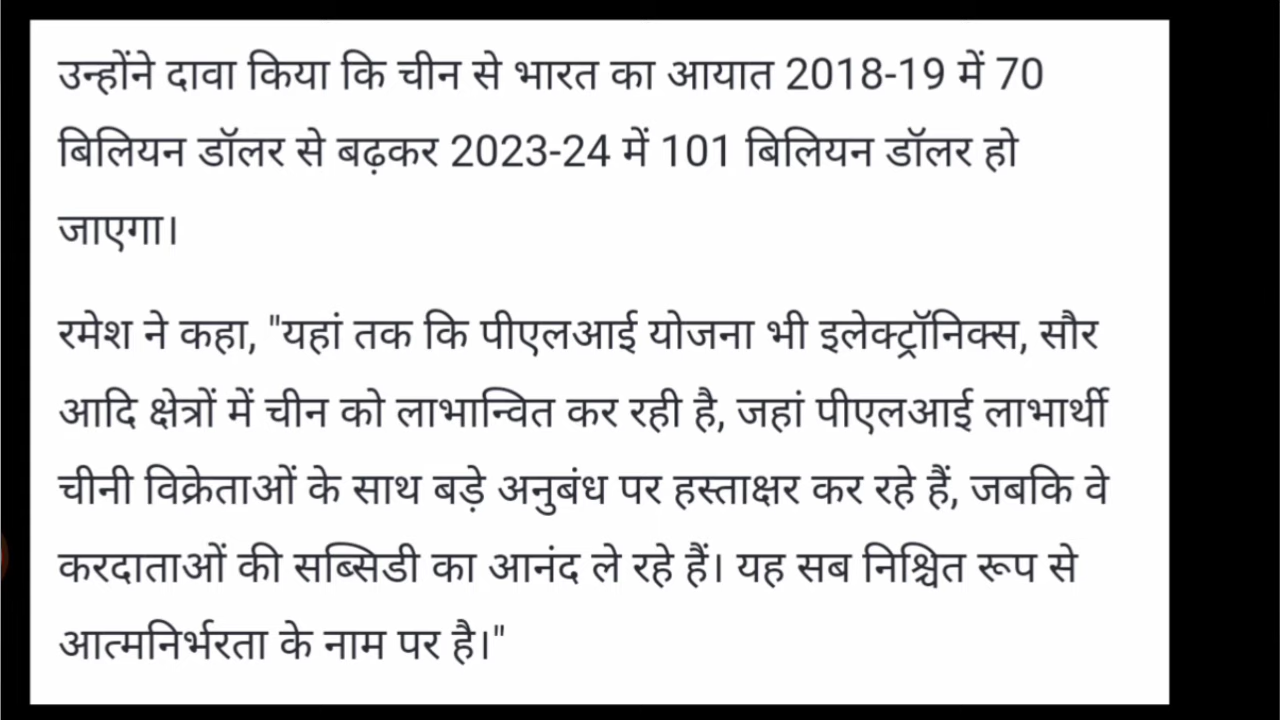 उन्होंने दावा किया कि चीन से भारत का आयात 2018-19 में 70
बिलियन डॉलर से बढ़कर 2023-24 में 101 बिलियन डॉलर हो
जाएगा।
रमेश ने कहा, "यहां तक कि पीएलआई योजना भी इलेक्ट्रॉनिक्स, सौर
आदि क्षेत्रों में चीन को लाभान्वित कर रही है, जहां पीएलआई लाभार्थी
चीनी विक्रेताओं के साथ बड़े अनुबंध पर हस्ताक्षर कर रहे हैं, जबकि वे
करदाताओं की सब्सिडी का आनंद ले रहे हैं। यह सब निश्चित रूप से
आत्मनिर्भरता के नाम पर है।"